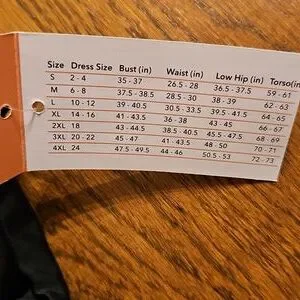 Size Dress Size Bust (in) Waist (in) Low Hip (in) Torso(in
S 2 - 4 35 - 37 26.5 - 28 36.5 - 37.5 59 - 61
M 6 - 8 37.5 - 38.5 28.5 - 30 38 - 39 62 - 63
L 10 - 12 39 - 40.5 30.5 - 33.5 39.5 - 41.5 64 - 65
XL 14 - 16 41 - 43.5 36 - 38 43 - 45 66 - 67
2XL 18 43 - 44.5 38.5 - 40.5 45.5 - 47.5 68 - 69
3XL 20 - 22 45 - 47 41 - 43.5 48 - 50 70 - 71
4XL 24 47.5 - 49.5 44 - 46 50.5 - 53 72 - 73